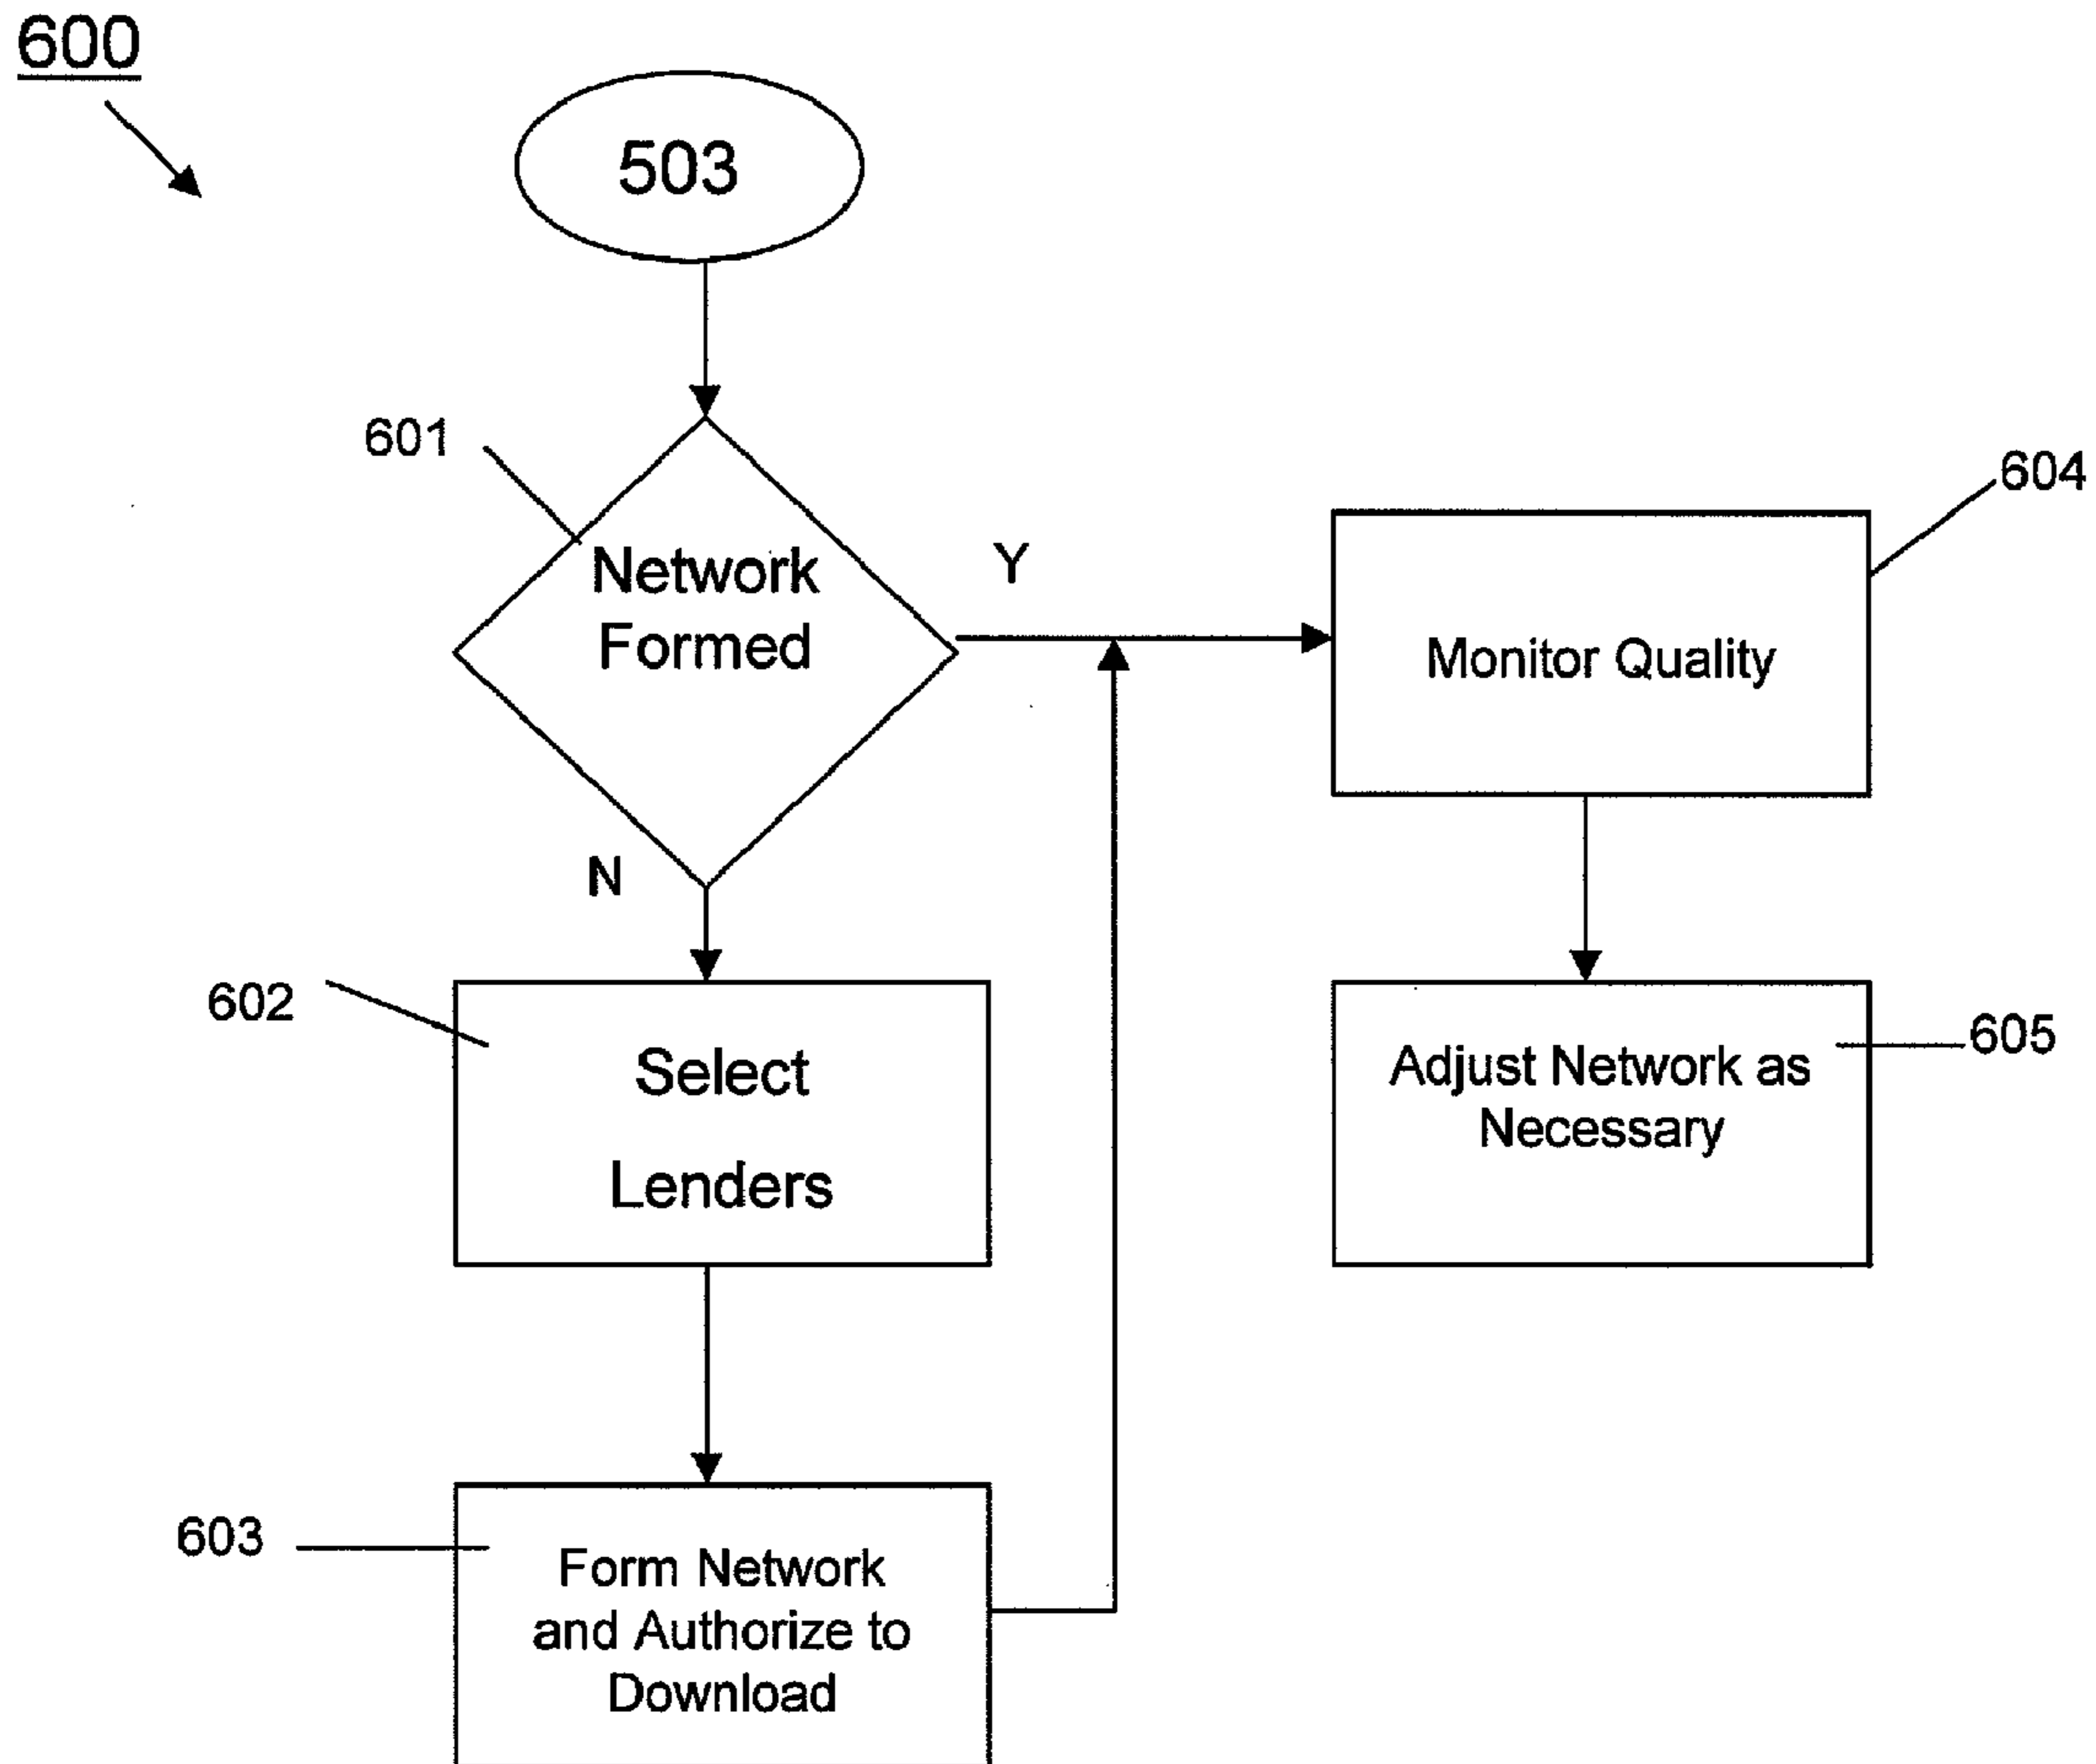 600
503
601
Network
Formed
Y
604
Monitor Quality
N
602
Select
Lenders
605
Adjust Network as
Necessary
603
Form Network
and Authorize to
Download